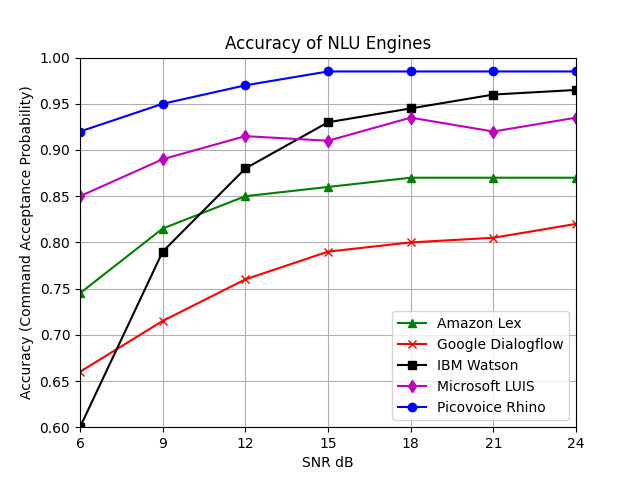 Accuracy of NLU Engines
Accuracy (Command Acceptance Probability)
1.00
0.95
0.90
0.85
0.80
0.75
0.70
0.65
0.60
6 9 12 15 18 21 24
SNR dB
Amazon Lex
Google Dialogflow
IBM Watson
Microsoft LUIS
Picovoice Rhino